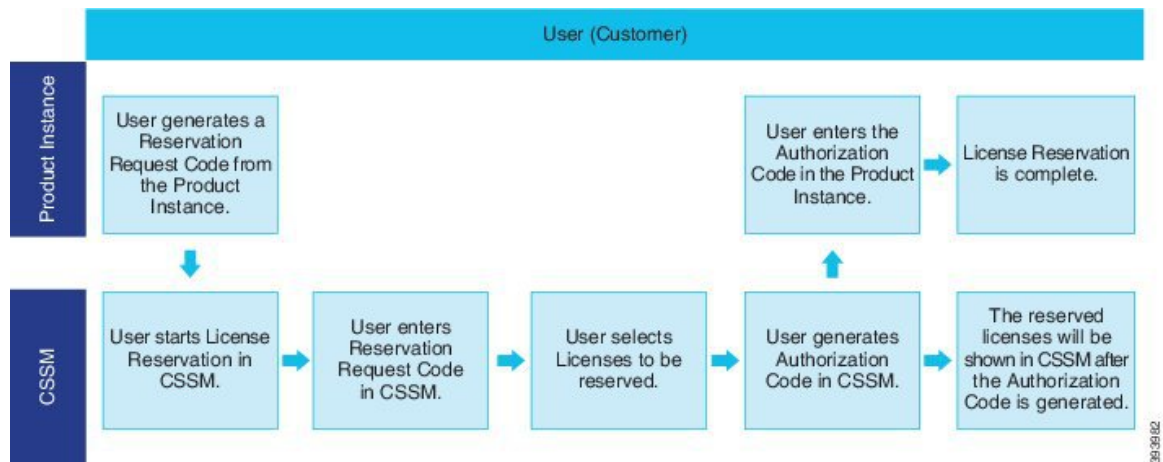 User (Customer)
Product Instance
User generates a
Reservation
Request Code from
the Product
Instance.
User enters the
Authorization
Code in the Product
Instance.
License Reservation
is complete.
CSSM
User starts License
Reservation in
CSSM.
User enters
Reservation
Request Code
in CSSM.
User selects
Licenses to be
reserved.
User generates
Authorization
Code in CSSM.
The reserved
licenses will be
shown in CSSM after
the Authorization
Code is generated.
393982